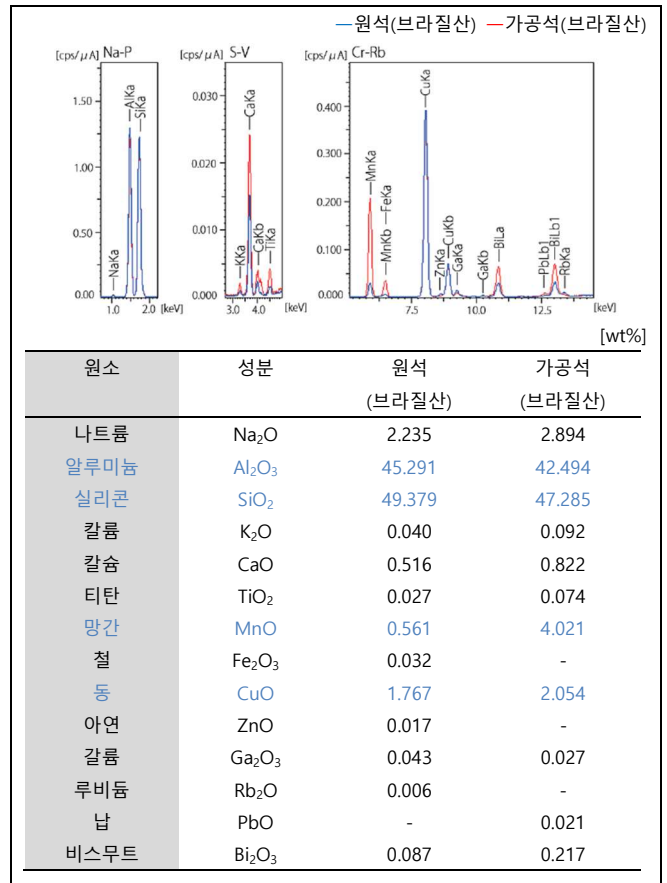 원석(브라질산) 가공석(브라질산)
[cps/μA] Na-P [cps/μA] S-V [cps/μA] Cr-Rb
1.50
1.00
0.50
0.00
NaKa
AlKa
SiKa
1.0 2.0 [keV]
0.030
0.020
0.010
0.000
KKa
CaKa
CaKb
TiKa
3.0 4.0 [keV]
0.400
0.300
0.200
0.100
0.000
MnKa
MnKb
FeKa
CuKa
ZnKa
CuKb
GaKa
GaKb
BiLa
PbLb1
BiLb1
RbKa
7.5 10.0 12.5 [keV]
[wt%]
원소 성분 원석 가공석
(브라질산) (브라질산)
나트륨 Na₂O 2.235 2.894
알루미늄 Al₂O₃ 45.291 42.494
실리콘 SiO₂ 49.379 47.285
칼륨 K₂O 0.040 0.092
칼슘 CaO 0.516 0.822
티탄 TiO₂ 0.027 0.074
망간 MnO 0.561 4.021
철 Fe₂O₃ 0.032 -
동 CuO 1.767 2.054
아연 ZnO 0.017 -
갈륨 Ga₂O₃ 0.043 0.027
루비듐 Rb₂O 0.006 -
납 PbO - 0.021
비스무트 Bi₂O₃ 0.087 0.217